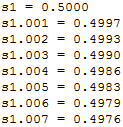 s1 = 0.5000
s1.001 = 0.4997
s1.002 = 0.4993
s1.003 = 0.4990
s1.004 = 0.4986
s1.005 = 0.4983
s1.006 = 0.4979
s1.007 = 0.4976